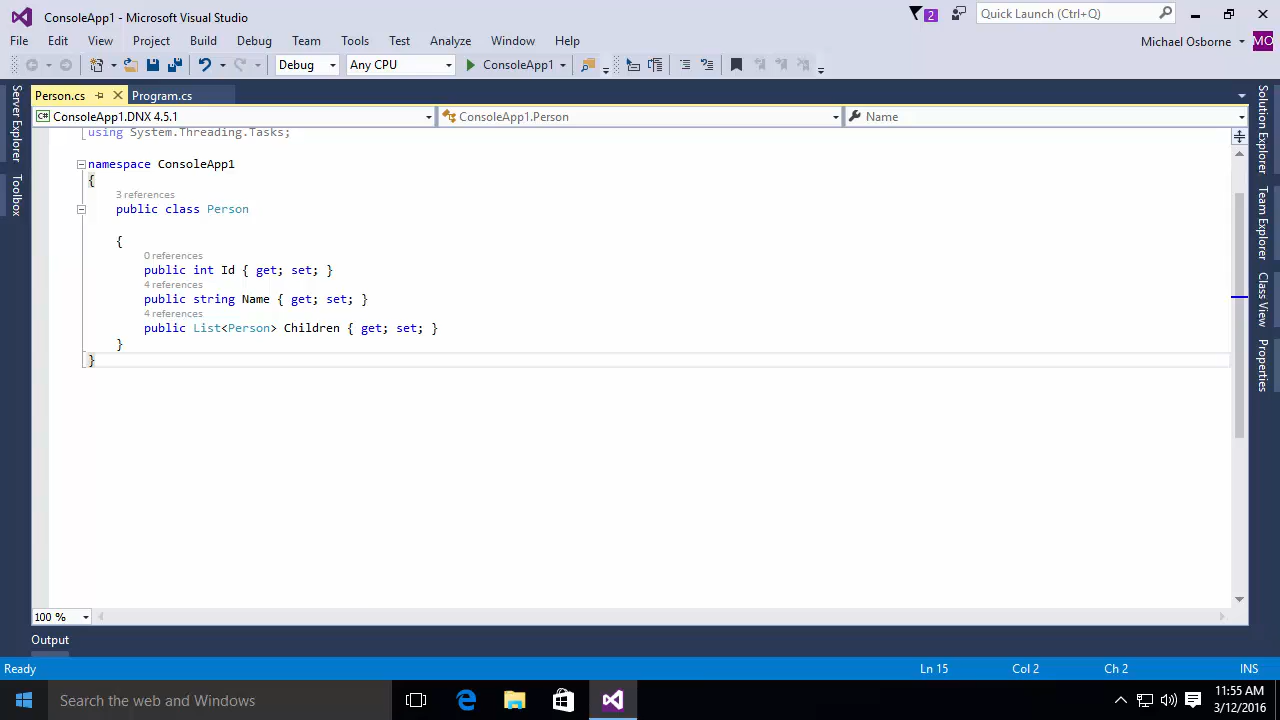 ConsoleApp1 - Microsoft Visual Studio
2
Quick Launch (Ctrl+Q)
File Edit View Project Build Debug Team Tools Test Analyze Window Help
Michael Osborne
MO
Debug Any CPU ConsoleApp1
Person.cs Program.cs
ConsoleApp1.DNX 4.5.1 ConsoleApp1.Person Name
using System.Threading.Tasks;
namespace ConsoleApp1
{
3 references
public class Person
{
0 references
public int Id { get; set; }
4 references
public string Name { get; set; }
4 references
public List<Person> Children { get; set; }
}
}
Server Explorer
Toolbox
Solution Explorer
Team Explorer
Class View
Properties
100 %
Output
Ready Ln 15 Col 2 Ch 2 INS
Search the web and Windows
11:55 AM
3/12/2016